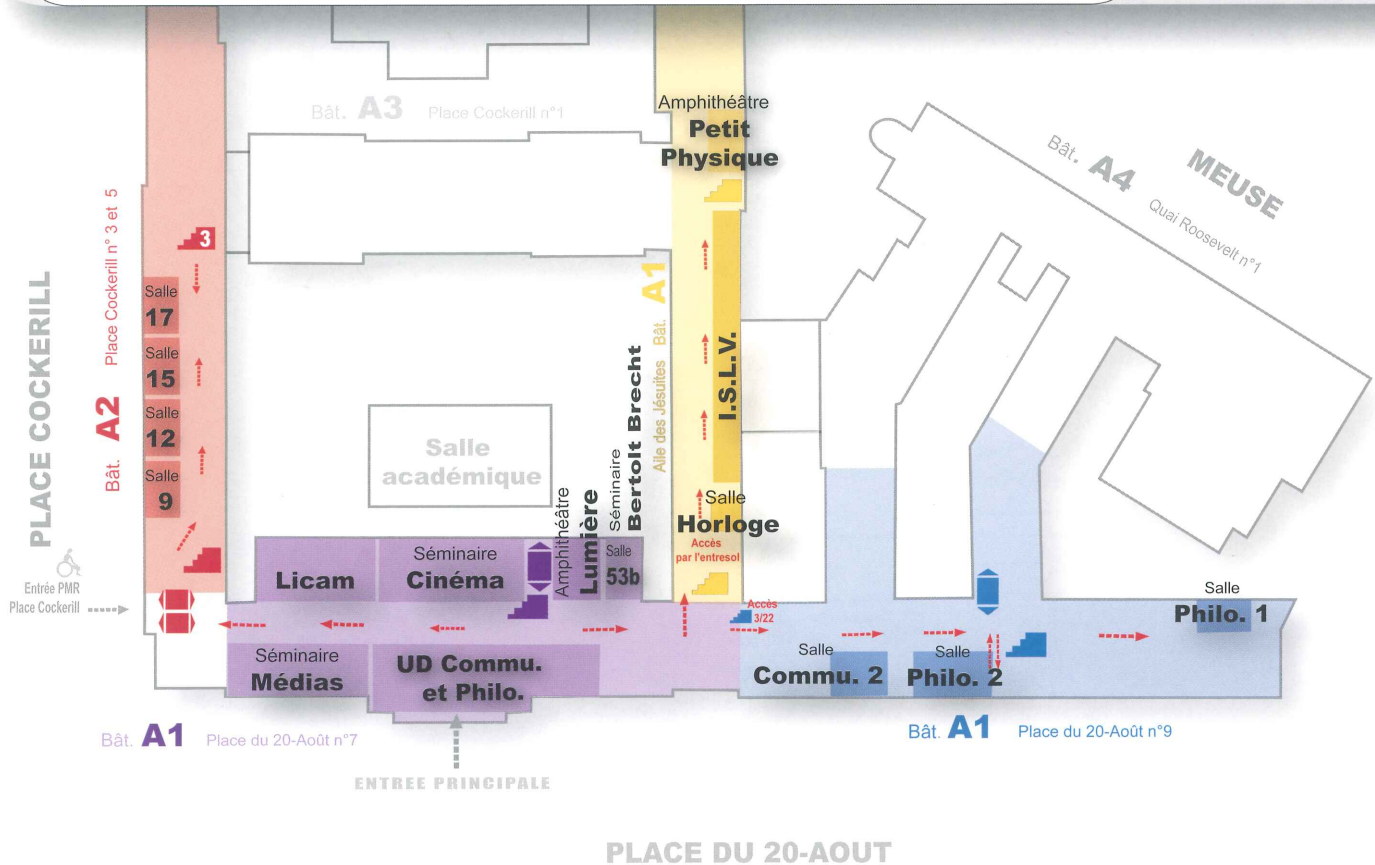 Bât. A3 Place Cockerill n°1
Amphithéâtre
Petit
Physique
Bât. A4 Quai Roosevelt n°1
MEUSE
PLACE COCKERILL
Bât. A2 Place Cockerill n° 3 et 5
3
Salle
17
Salle
15
Salle
12
Salle
9
Salle
académique
Aile des Jésuites Bât. A1
I.S.L.V.
Salle
Horloge
Accès
par l'entresol
Entrée PMR
Place Cockerill
Licam
Séminaire
Cinéma
Amphithéâtre
Lumière
Séminaire
Bertolt Brecht
Salle
53b
Accès
3/22
Séminaire
Médias
UD Commu.
et Philo.
Salle
Commu. 2
Salle
Philo. 2
Salle
Philo. 1
Bât. A1 Place du 20-Août n°7
Bât. A1 Place du 20-Août n°9
ENTREE PRINCIPALE
PLACE DU 20-AOUT